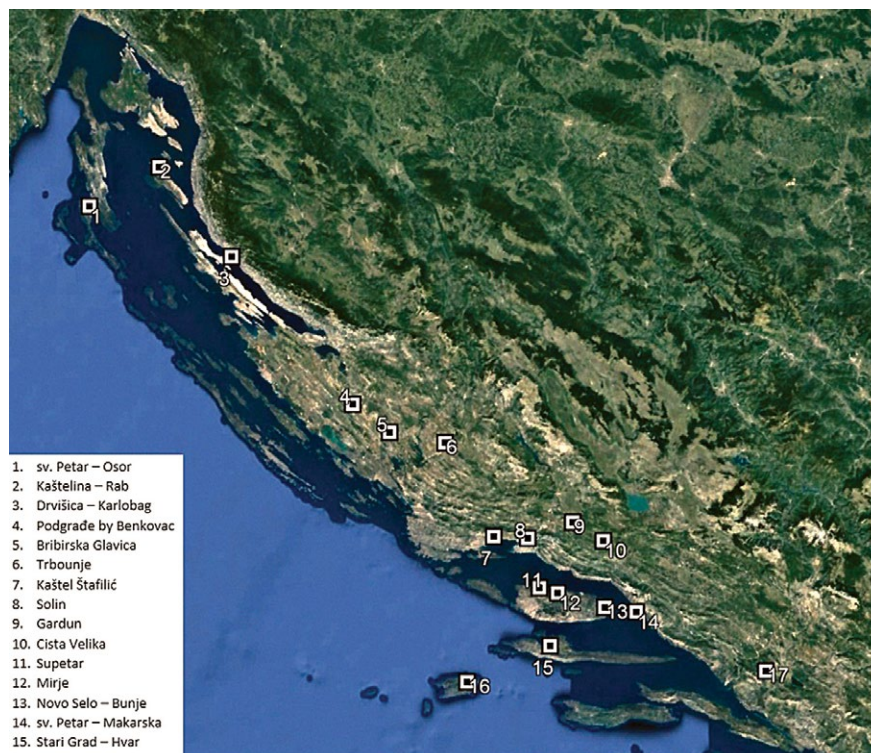 1
2
3
4
5
6
7
8
9
10
11
12
13
14
15
16
17
1. sv. Petar – Osor
2. Kaštelina – Rab
3. Drvišica – Karlobag
4. Podgrađe by Benkovac
5. Bribirska Glavica
6. Trbounje
7. Kaštel Štafilić
8. Solin
9. Gardun
10. Cista Velika
11. Supetar
12. Mirje
13. Novo Selo – Bunje
14. sv. Petar – Makarska
15. Stari Grad – Hvar